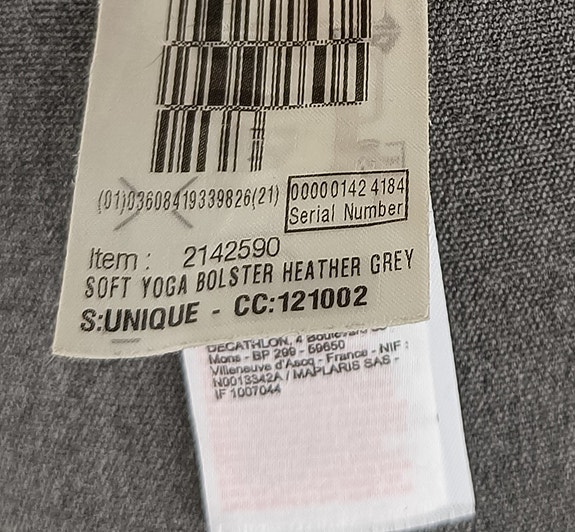 (01)03608419339826(21)
00000142 4184
Serial Number
Item : 2142590
SOFT YOGA BOLSTER HEATHER GREY
S:UNIQUE - CC:121002
DECATHLON, 4 Boulevard de
Mons - BP 299 - 59650
Villeneuve d'Ascq - France - NIF :
N0013342A / MAPLARIS SAS -
IF 1007044